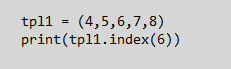 tpl1 = (4,5,6,7,8)
print(tpl1.index(6))